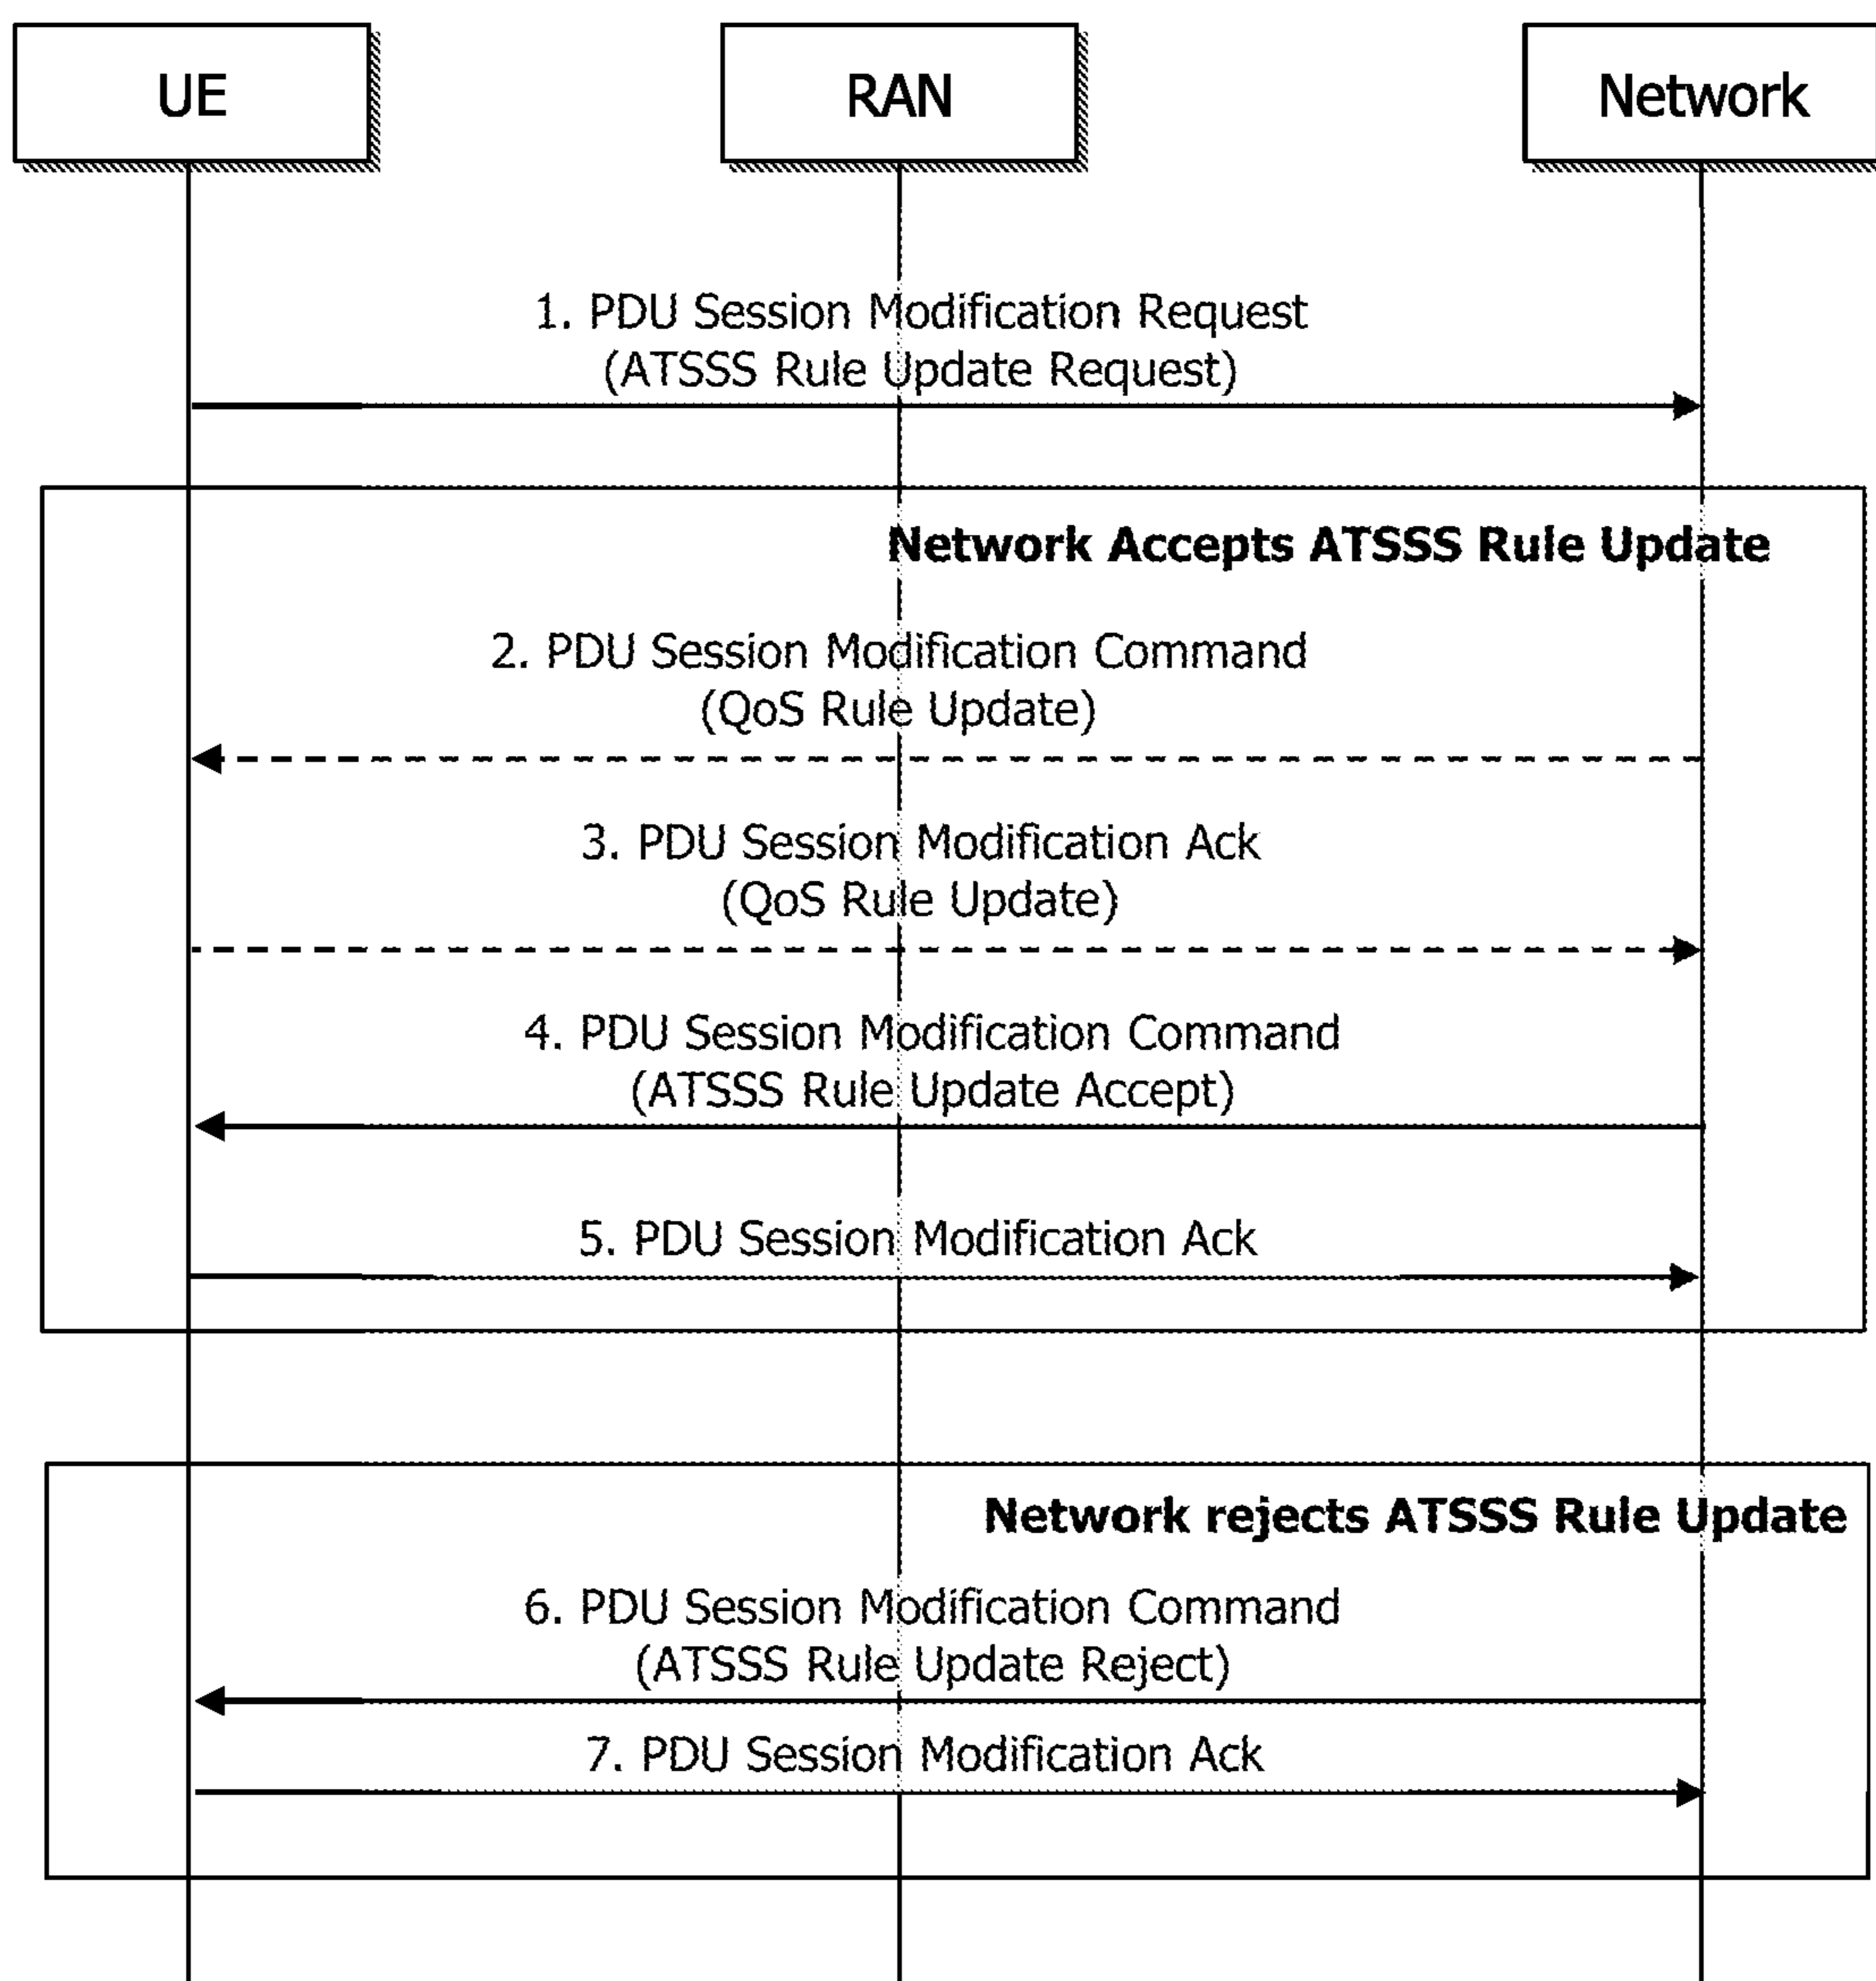 UE
RAN
Network
1. PDU Session Modification Request
(ATSSS Rule Update Request)
Network Accepts ATSSS Rule Update
2. PDU Session Modification Command
(QoS Rule Update)
3. PDU Session Modification Ack
(QoS Rule Update)
4. PDU Session Modification Command
(ATSSS Rule Update Accept)
5. PDU Session Modification Ack
Network rejects ATSSS Rule Update
6. PDU Session Modification Command
(ATSSS Rule Update Reject)
7. PDU Session Modification Ack